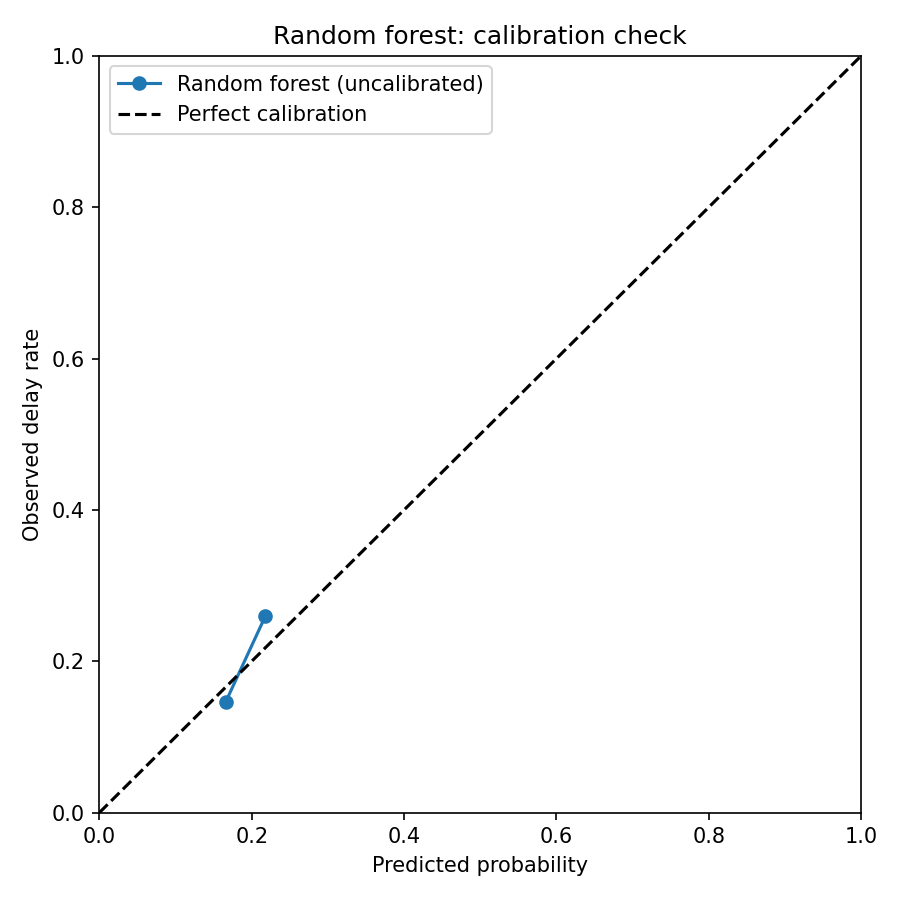 Random forest: calibration check
Random forest (uncalibrated)
Perfect calibration
Observed delay rate
1.0
0.8
0.6
0.4
0.2
0.0
0.0 0.2 0.4 0.6 0.8 1.0
Predicted probability